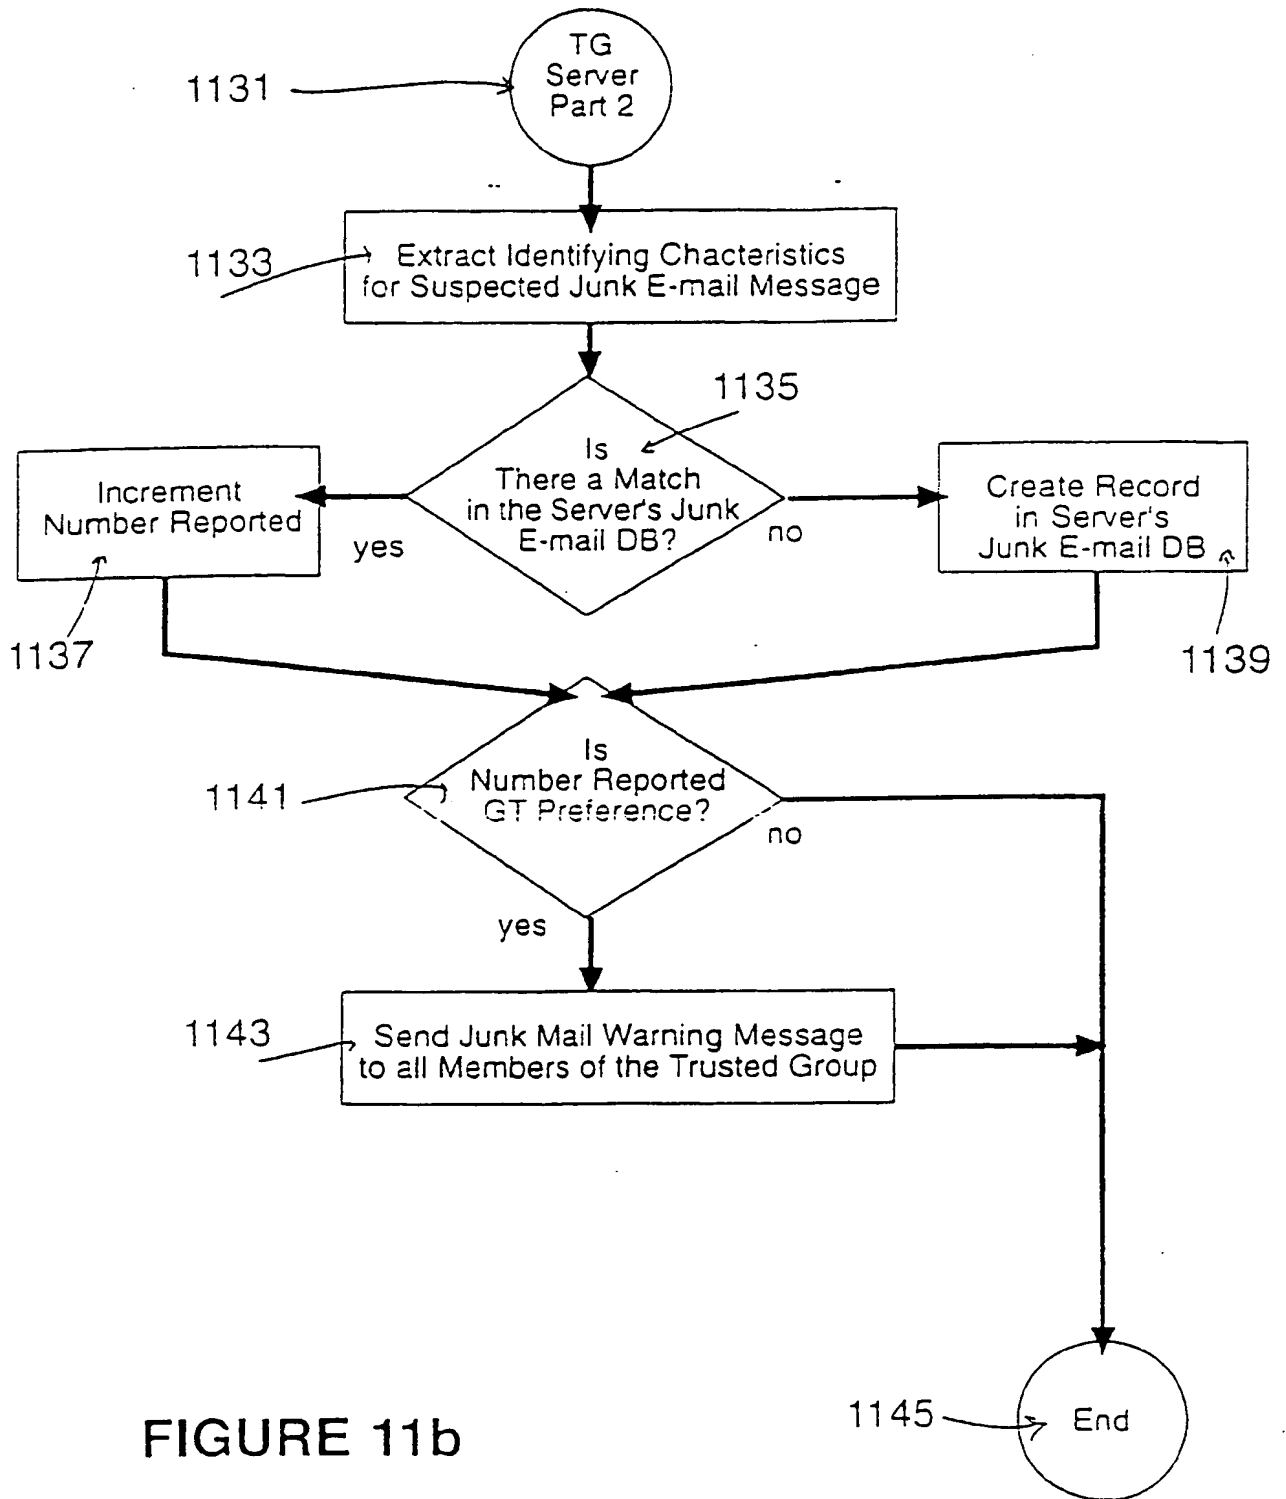 TG
Server
Part 2
1131
1133
Extract Identifying Chacteristics
for Suspected Junk E-mail Message
1135
Is
There a Match
in the Server's Junk
E-mail DB?
yes
no
Increment
Number Reported
1137
Create Record
in Server's
Junk E-mail DB
1139
Is
Number Reported
GT Preference?
1141
no
yes
1143
Send Junk Mail Warning Message
to all Members of the Trusted Group
1145
End
FIGURE 11b